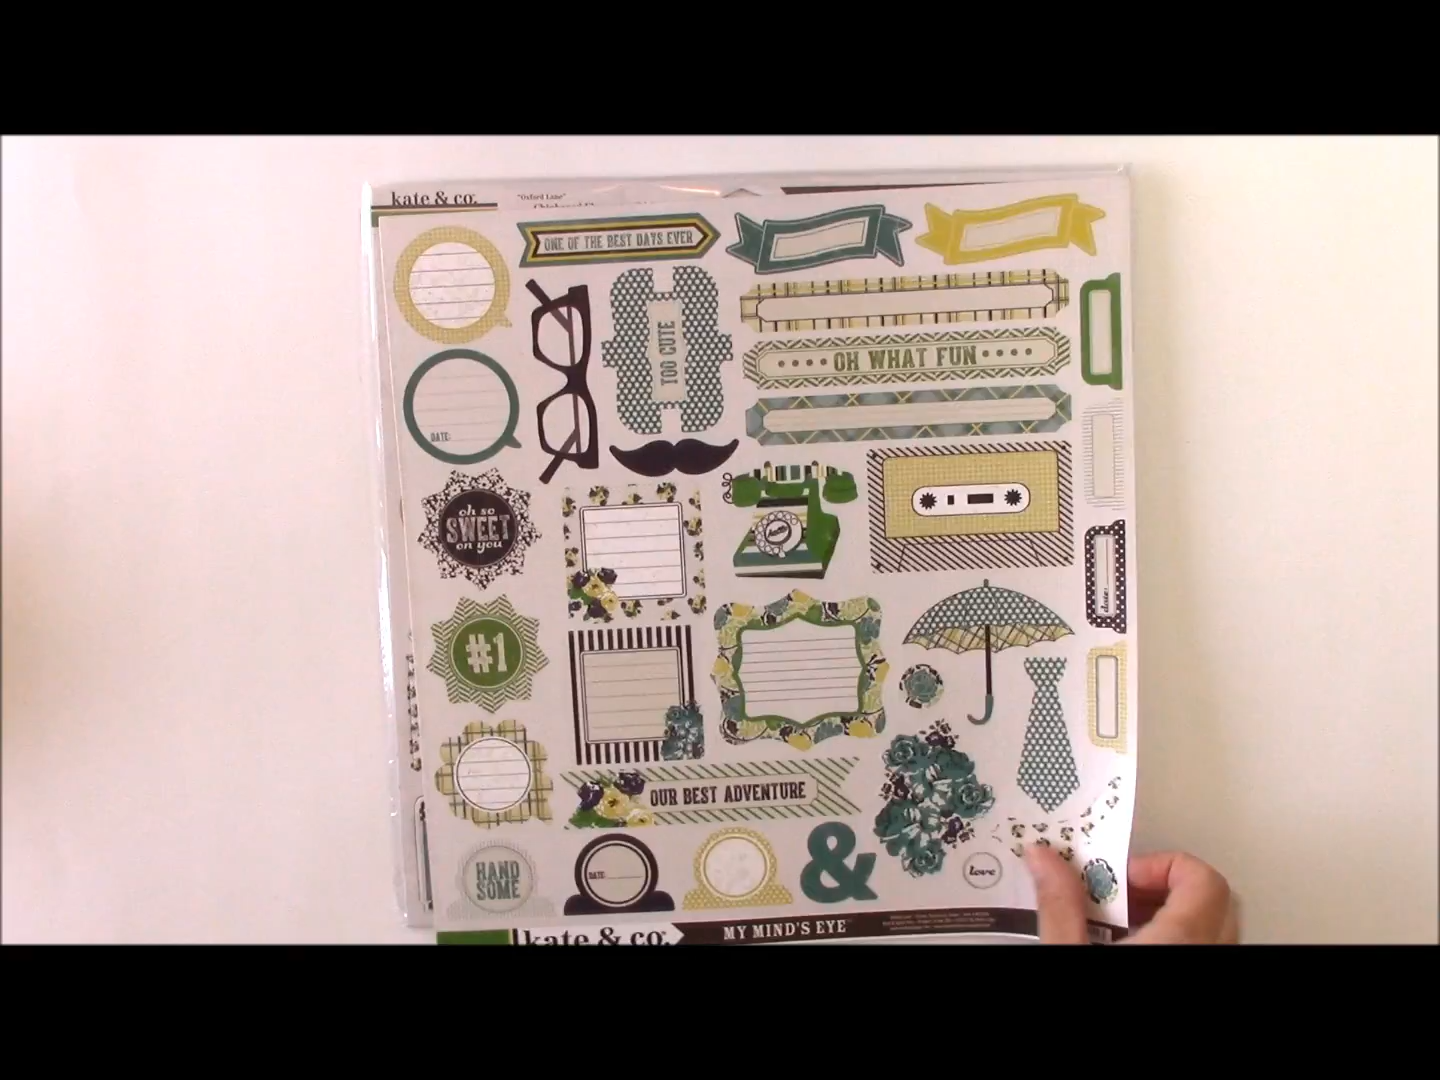 kate & co.
"Oxford Lane"
ONE OF THE BEST DAYS EVER
TOO CUTE
OH WHAT FUN
DATE:
oh so
SWEET
on you
hello
date:
#1
OUR BEST ADVENTURE
HAND
SOME
DATE:
&
love
kate & co.
MY MIND'S EYE